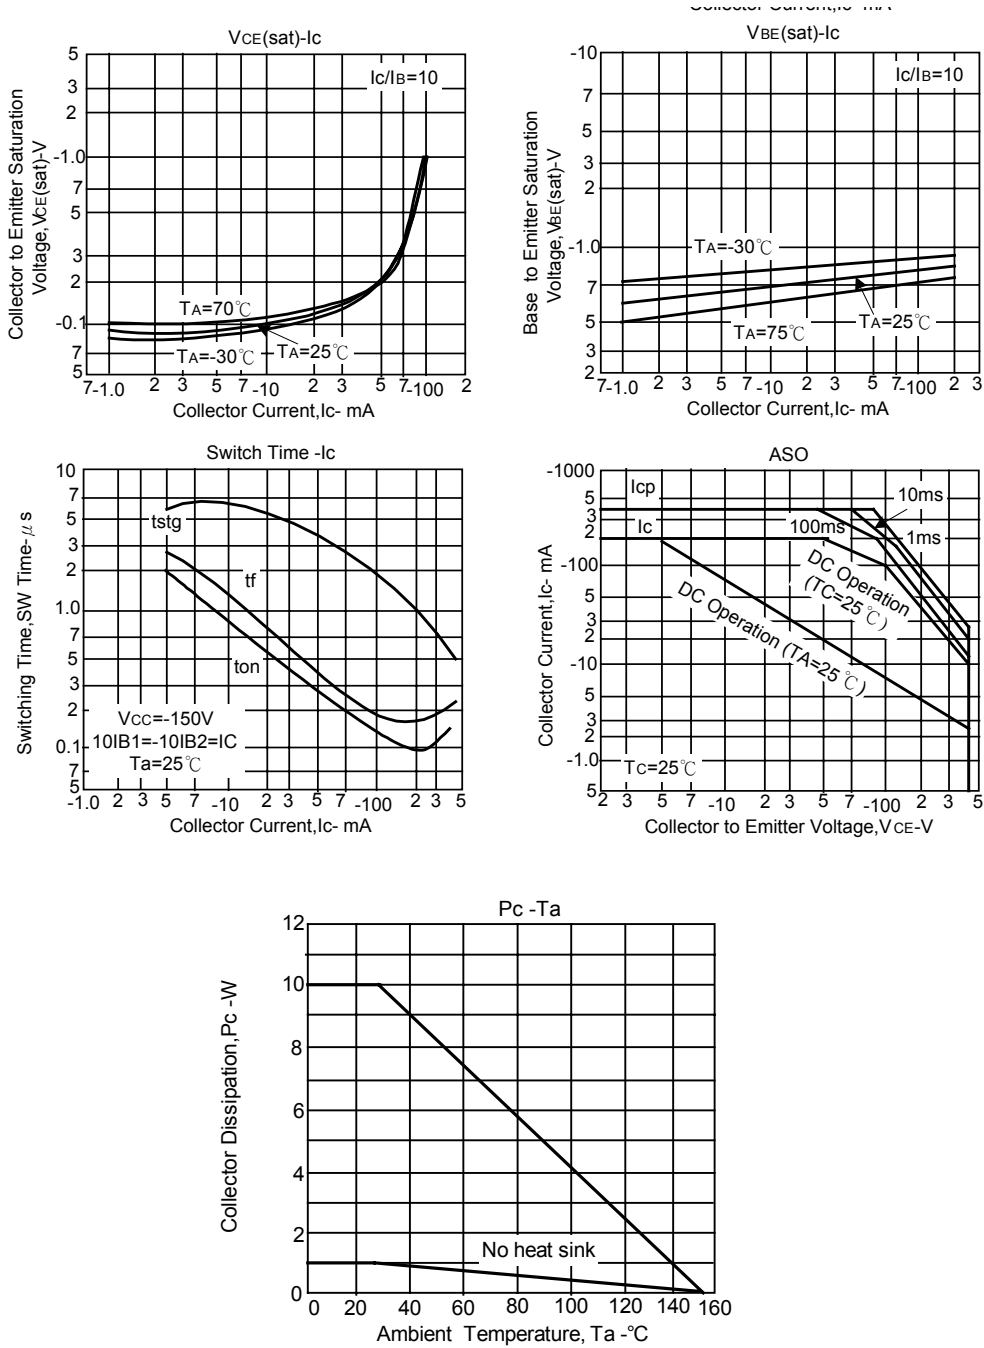 Collector Current,Ic- mA
VCE(sat)-Ic
Ic/IB=10
Collector to Emitter Saturation
Voltage,VCE(sat)-V
5
3
2
-1.0
7
5
3
2
-0.1
7
5
TA=70℃
TA=-30℃
TA=25℃
7-1.0 2 3 5 7 -10 2 3 5 7-100 2
Collector Current,Ic- mA
VBE(sat)-Ic
Ic/IB=10
Base to Emitter Saturation
Voltage,VBE(sat)-V
-10
7
5
3
2
-1.0
7
5
3
2
TA=-30℃
TA=75℃
TA=25℃
7-1.0 2 3 5 7-10 2 3 5 7-100 2 3
Collector Current,Ic- mA
Switch Time -Ic
Switching Time,SW Time-μ s
10
7
5
3
2
1.0
7
5
3
2
0.1
7
5
tstg
tf
ton
VCC=-150V
10IB1=-10IB2=IC
Ta=25℃
-1.0 2 3 5 7 -10 2 3 5 7 -100 2 3 5
Collector Current,Ic- mA
ASO
Collector Current,Ic- mA
-1000
5
3
2
-100
5
3
2
-10
5
3
2
-1.0
5
Icp
Ic
10ms
100ms
1ms
DC Operation
(TC=25℃)
DC Operation (TA=25℃)
TC=25℃
2 3 5 7 -10 2 3 5 7 -100 2 3 5
Collector to Emitter Voltage,VCE-V
Pc -Ta
Collector Dissipation,Pc -W
12
10
8
6
4
2
0
No heat sink
0 20 40 60 80 100 120 140 160
Ambient Temperature, Ta -℃